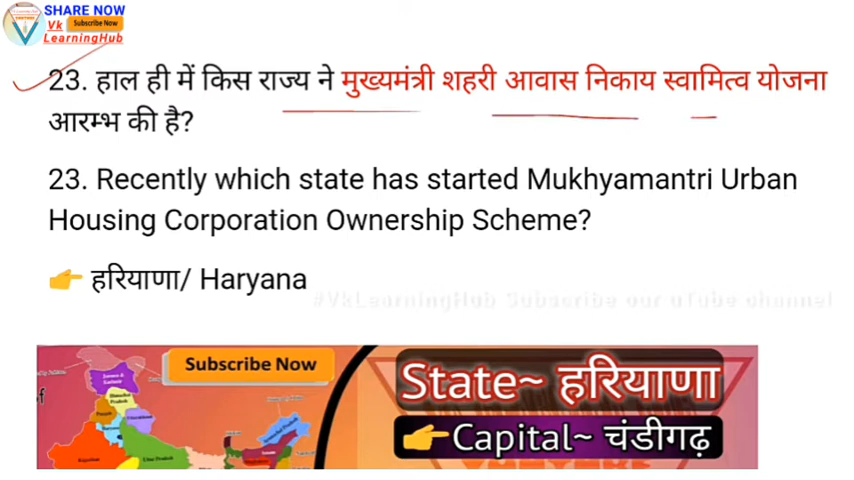 SHARE NOW
Vk Subscribe Now
LearningHub
23. हाल ही में किस राज्य ने मुख्यमंत्री शहरी आवास निकाय स्वामित्व योजना
आरम्भ की है?
23. Recently which state has started Mukhyamantri Urban
Housing Corporation Ownership Scheme?
👉 हरियाणा/ Haryana
#VkLearningHub Subscribe our uTube channel
Subscribe Now
State~ हरियाणा
👉Capital~ चंडीगढ़